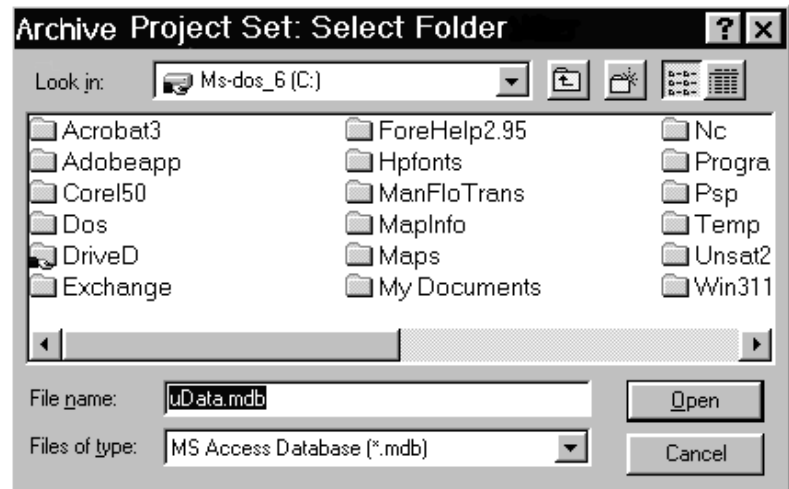 Archive Project Set: Select Folder
Look in: Ms-dos_6 (C:)
Acrobat3 ForeHelp2.95 Nc
Adobeapp Hpfonts Progra
Corel50 ManFloTrans Psp
Dos MapInfo Temp
DriveD Maps Unsat2
Exchange My Documents Win311
File name: uData.mdb Open
Files of type: MS Access Database (*.mdb) Cancel